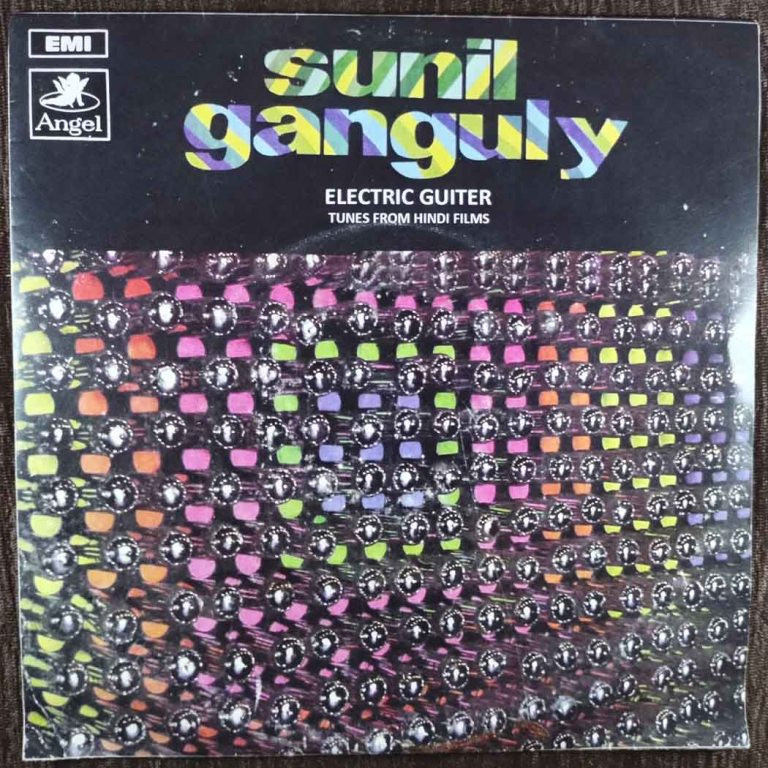 EMI
Angel
sunil
ganguly
ELECTRIC GUITER
TUNES FROM HINDI FILMS